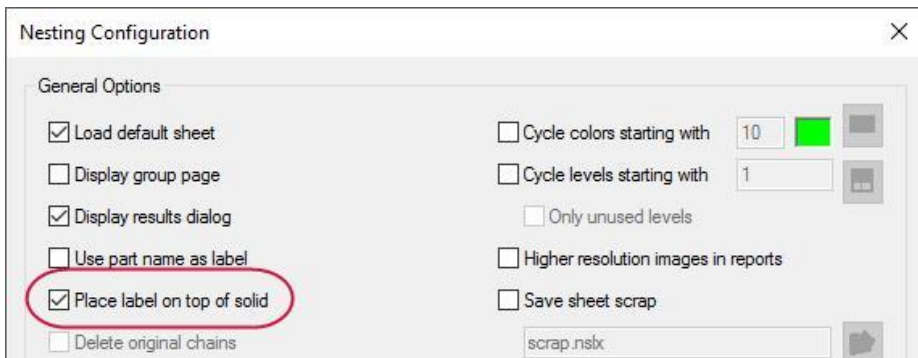 Nesting Configuration
General Options
Load default sheet
Display group page
Display results dialog
Use part name as label
Place label on top of solid
Delete original chains
Cycle colors starting with 10
Cycle levels starting with 1
Only unused levels
Higher resolution images in reports
Save sheet scrap
scrap.nslx